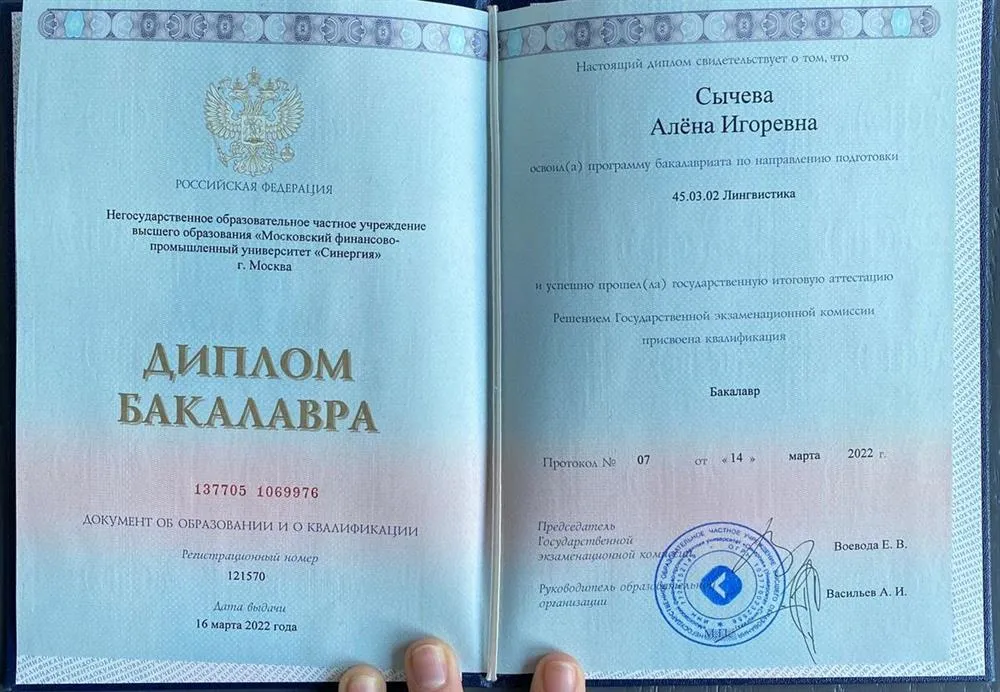 РОССИЙСКАЯ ФЕДЕРАЦИЯ
Негосударственное образовательное частное учреждение
высшего образования «Московский финансово-
промышленный университет «Синергия»
г. Москва
ДИПЛОМ
БАКАЛАВРА
137705 1069976
ДОКУМЕНТ ОБ ОБРАЗОВАНИИ И О КВАЛИФИКАЦИИ
Регистрационный номер
121570
Дата выдачи
16 марта 2022 года
Настоящий диплом свидетельствует о том, что
Сычева
Алёна Игоревна
освоил(а) программу бакалавриата по направлению подготовки
45.03.02 Лингвистика
и успешно прошел(ла) государственную итоговую аттестацию
Решением Государственной экзаменационной комиссии
присвоена квалификация
Бакалавр
Протокол № 07 от « 14 » марта 2022 г.
Председатель
Государственной
экзаменационной комиссии
Воевода Е. В.
Руководитель образовательной
организации
Васильев А. И.
М.П.